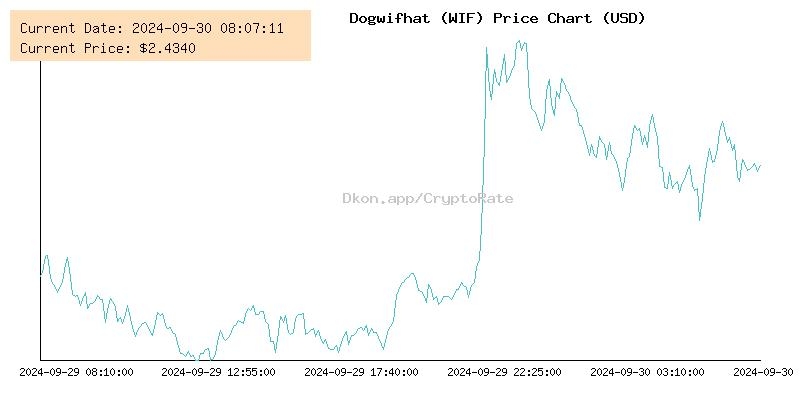 Dogwifhat (WIF) Price Chart (USD)
Current Date: 2024-09-30 08:07:11
Current Price: $2.4340
Dkon.app/CryptoRate
2024-09-29 08:10:00 2024-09-29 12:55:00 2024-09-29 17:40:00 2024-09-29 22:25:00 2024-09-30 03:10:00 2024-09-30